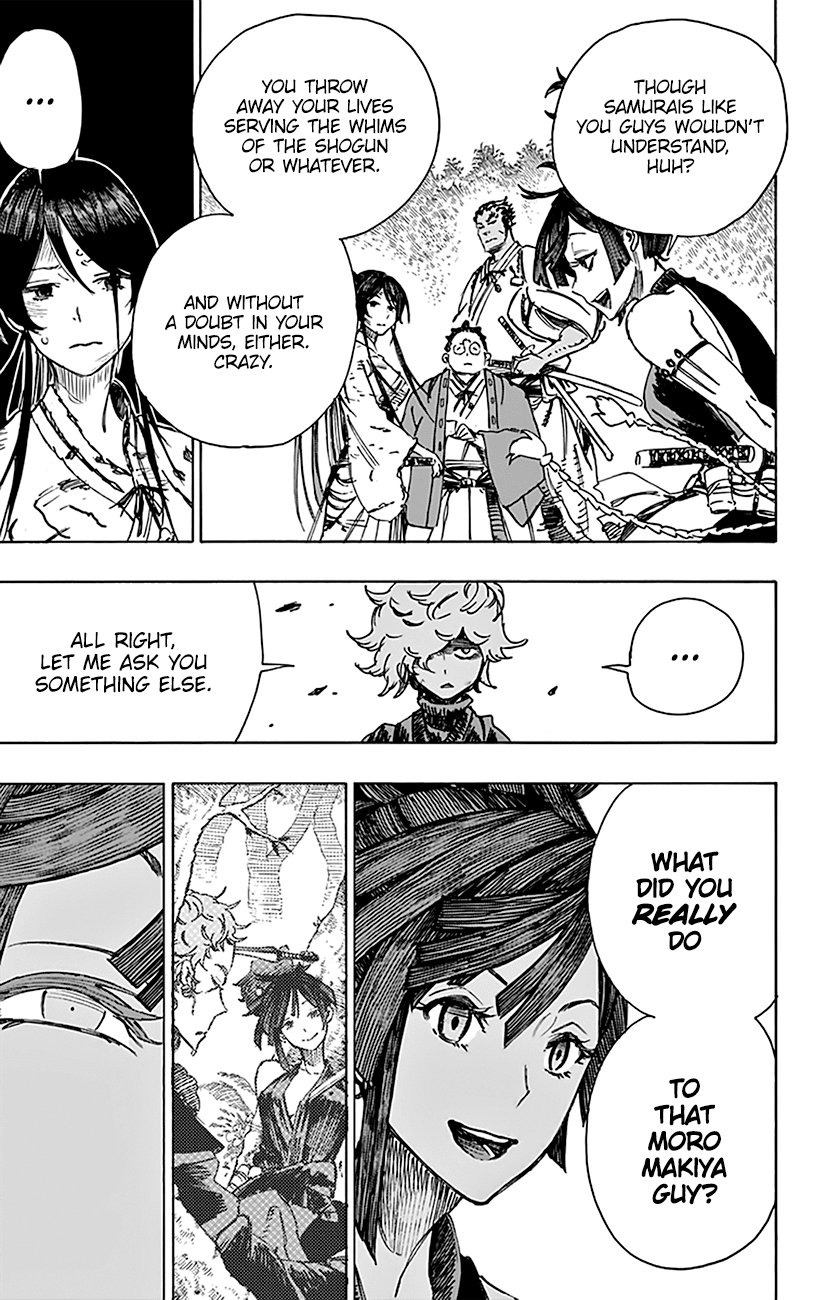 THOUGH
SAMURAIS LIKE
YOU GUYS WOULDN'T
UNDERSTAND,
HUH?
YOU THROW
AWAY YOUR LIVES
SERVING THE WHIMS
OF THE SHOGUN
OR WHATEVER.
AND WITHOUT
A DOUBT IN YOUR
MINDS, EITHER.
CRAZY.
...
...
ALL RIGHT,
LET ME ASK YOU
SOMETHING ELSE.
WHAT
DID YOU
REALLY
DO
TO
THAT
MORO
MAKIYA
GUY?